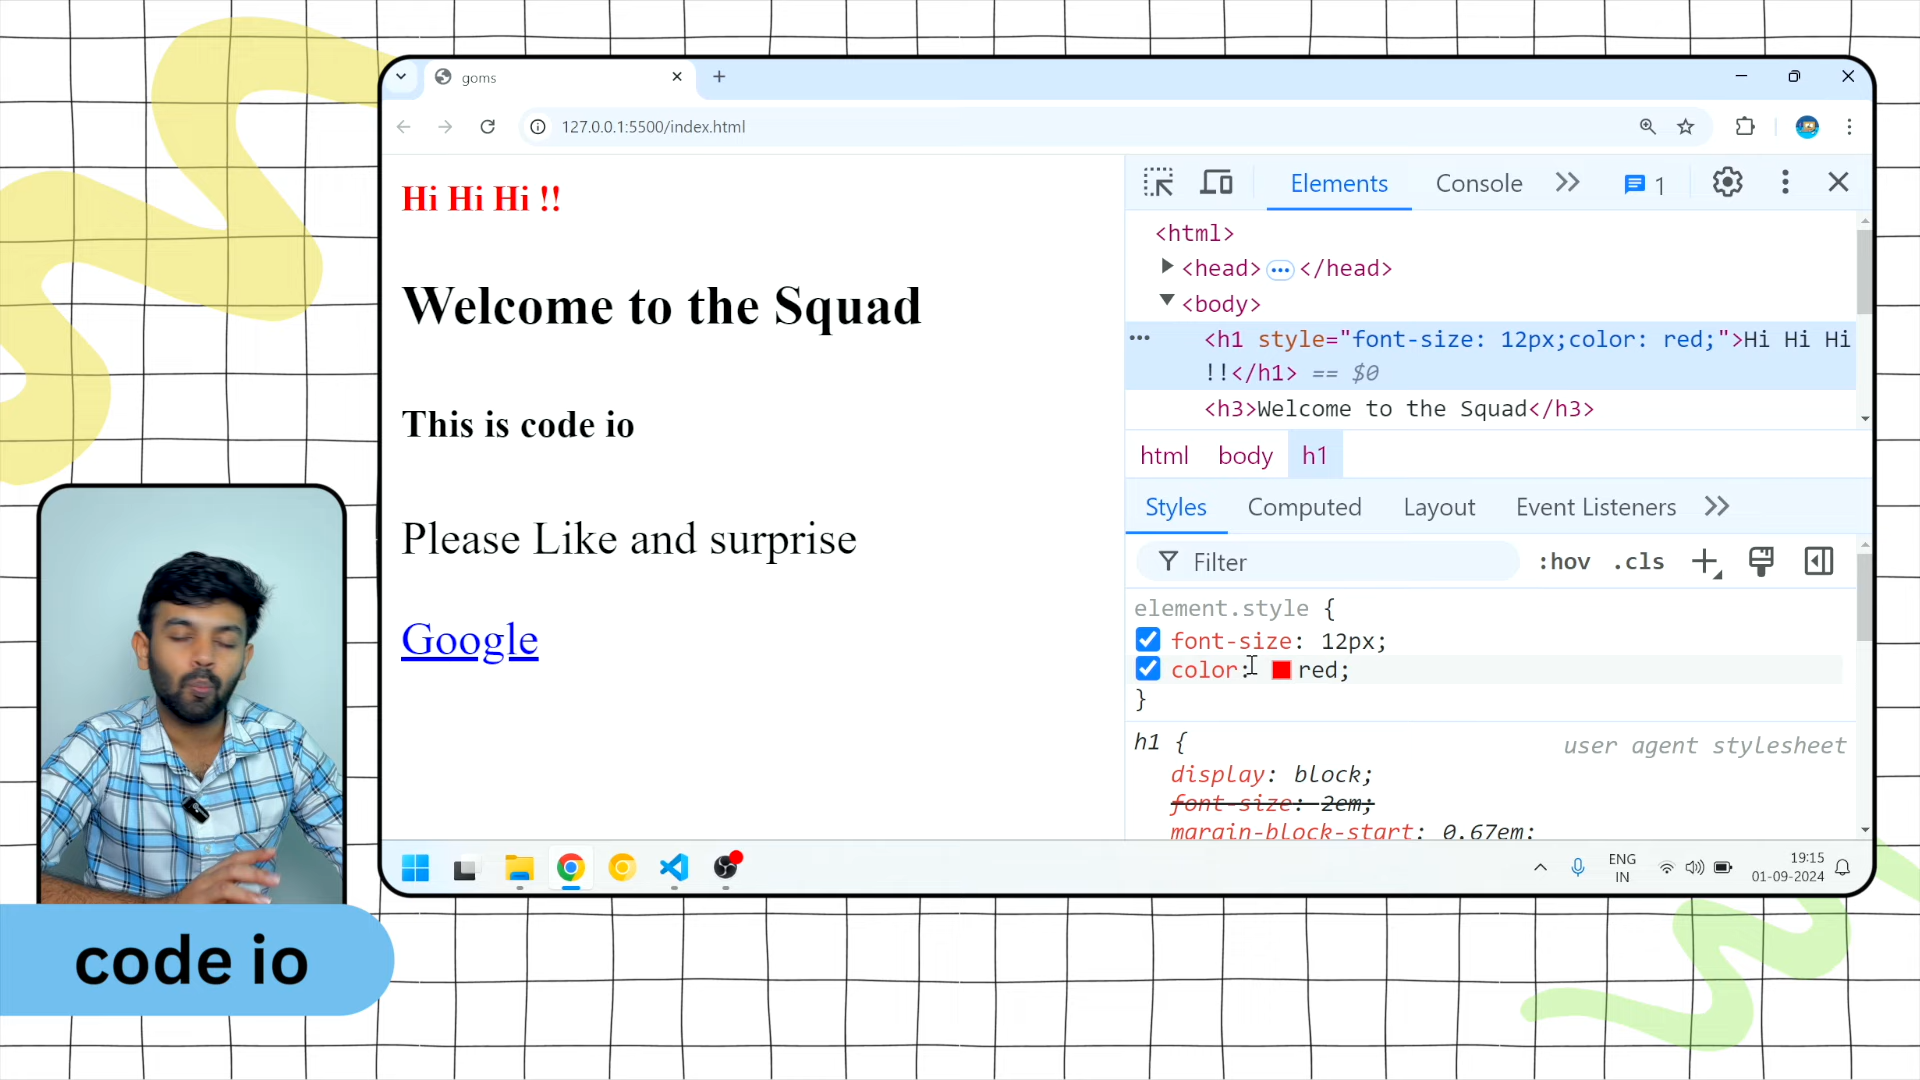 goms
127.0.0.1:5500/index.html
Hi Hi Hi !!
Welcome to the Squad
This is code io
Please Like and surprise
Google
Elements
Console
1
<html>
<head> ••• </head>
<body>
••• <h1 style="font-size: 12px;color: red;">Hi Hi Hi
!!</h1> == $0
<h3>Welcome to the Squad</h3>
html body h1
Styles Computed Layout Event Listeners
Filter
:hov .cls
element.style {
font-size: 12px;
color: red;
}
h1 { user agent stylesheet
display: block;
font-size: 2em;
margin-block-start: 0.67em;
ENG
IN
19:15
01-09-2024
code io